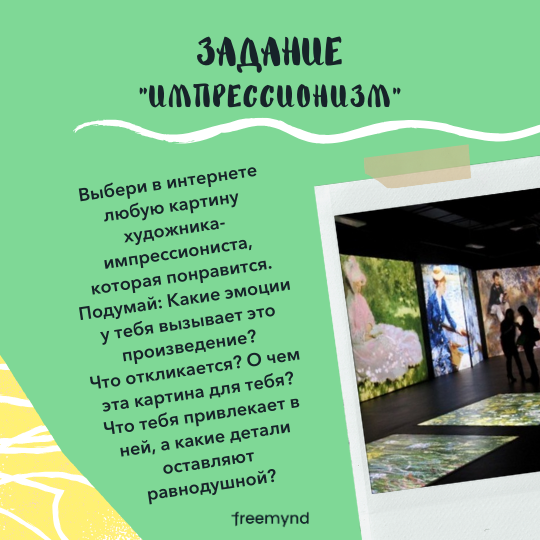 ЗАДАНИЕ
"ИМПРЕССИОНИЗМ"
Выбери в интернете
любую картину
художника-
импрессиониста,
которая понравится.
Подумай: Какие эмоции
у тебя вызывает это
произведение?
Что откликается? О чем
эта картина для тебя?
Что тебя привлекает в
ней, а какие детали
оставляют
равнодушной?
freemynd